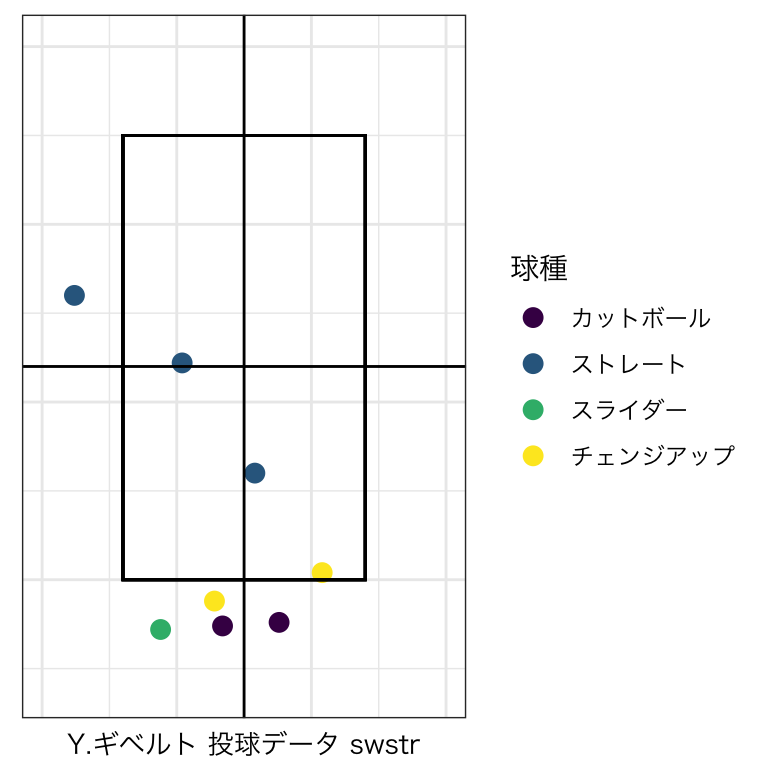 球種
カットボール
ストレート
スライダー
チェンジアップ
Y.ギベルト 投球データ swstr